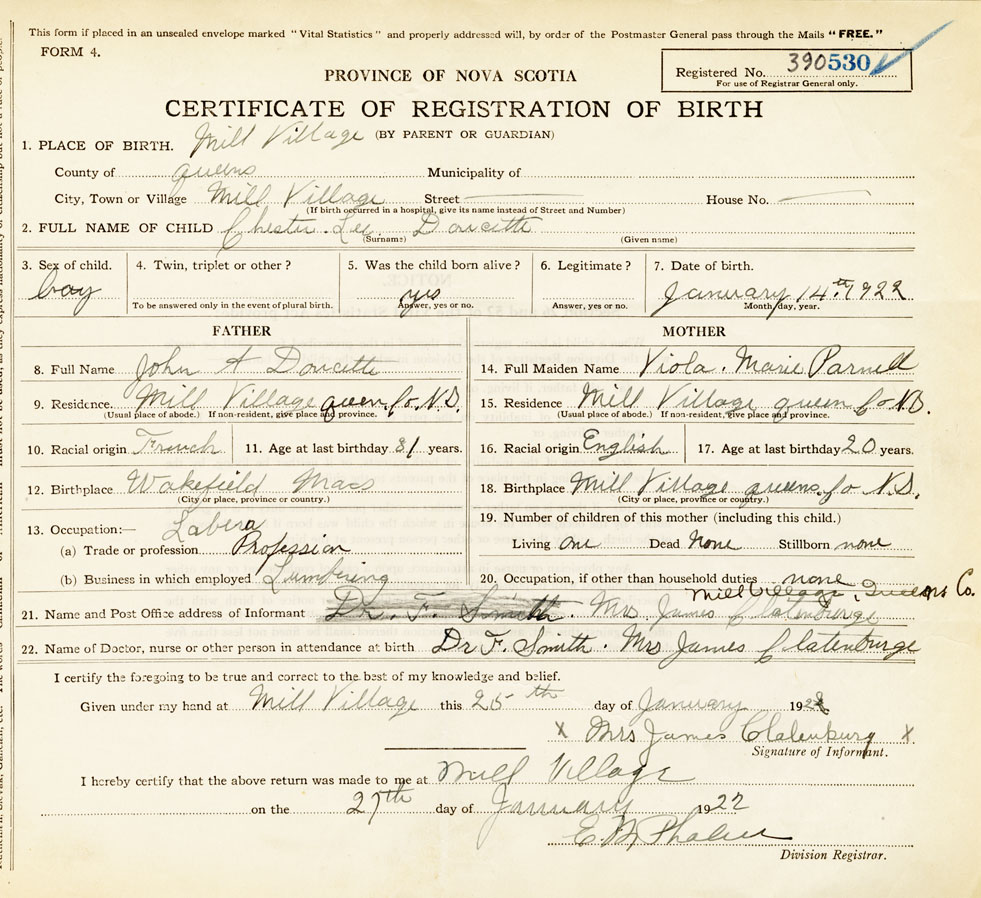 This form if placed in an unsealed envelope marked "Vital Statistics" and properly addressed will, by order of the Postmaster General pass through the Mails "FREE."
FORM 4.
Registered No. 390530
For use of Registrar General only.
PROVINCE OF NOVA SCOTIA
CERTIFICATE OF REGISTRATION OF BIRTH
(BY PARENT OR GUARDIAN)
1. PLACE OF BIRTH. Mill Village
County of queens Municipality of
City, Town or Village Mill Village Street — House No. —
(If birth occurred in a hospital, give its name instead of Street and Number)
2. FULL NAME OF CHILD Chester. Lee Doucette
(Surname) (Given name)
3. Sex of child. 4. Twin, triplet or other? 5. Was the child born alive? 6. Legitimate? 7. Date of birth.
boy yes January 14th 1922
To be answered only in the event of plural birth. Answer, yes or no. Answer, yes or no. Month, day, year.
FATHER MOTHER
8. Full Name John A Doucette
14. Full Maiden Name Viola. Marie Parnell
9. Residence. Mill Village queen Co. N.S.
(Usual place of abode.) If non-resident, give place and province.
15. Residence Mill Village queen Co N.S.
(Usual place of abode.) If non-resident, give place and province.
10. Racial origin French 11. Age at last birthday 31 years.
16. Racial origin English 17. Age at last birthday 20 years.
12. Birthplace Wakefield Mass
(City or place, province or country.)
18. Birthplace Mill Village queens Co N.S.
(City or place, province or country.)
13. Occupation:— Labera
(a) Trade or profession Profession
(b) Business in which employed Lumbering
19. Number of children of this mother (including this child.)
Living one Dead none Stillborn none
20. Occupation, if other than household duties none
Mill Village, Queens Co.
21. Name and Post Office address of Informant Dr. F. Smith. Mrs. James Clatenburge
22. Name of Doctor, nurse or other person in attendance at birth Dr F. Smith. Mrs James Clatenburge
I certify the foregoing to be true and correct to the best of my knowledge and belief.
Given under my hand at Mill Village this 25th day of January 1922
X Mrs James Clatenburg X
Signature of Informant.
I hereby certify that the above return was made to me at Mill Village
on the 27th day of January 1922
Division Registrar.